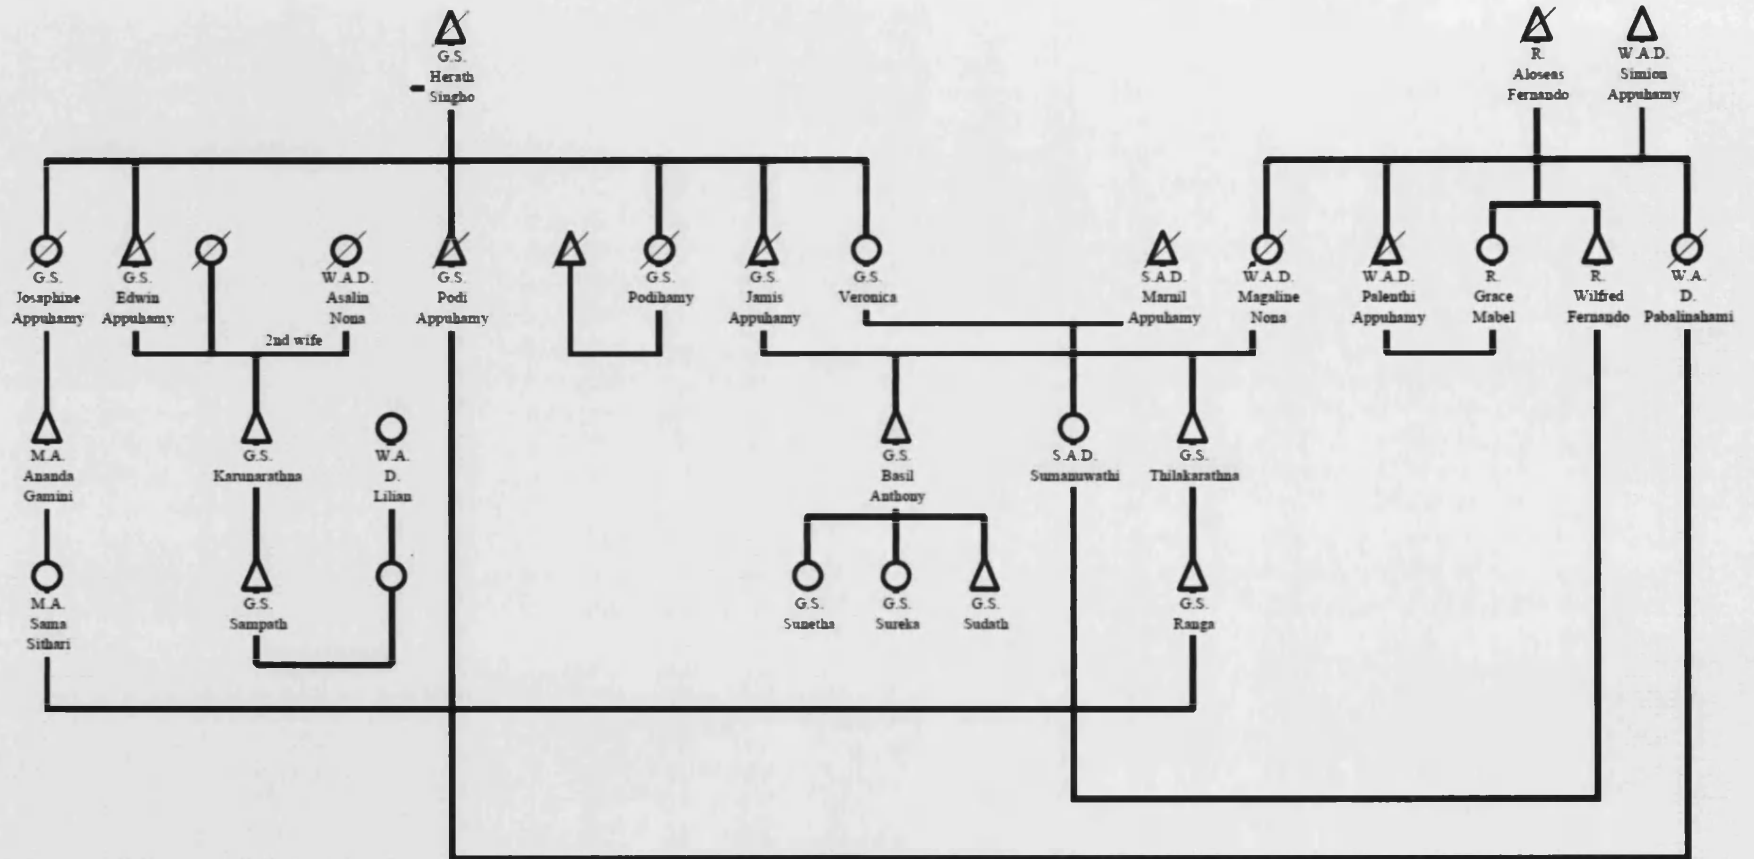 G.S.
Herath
Singho
R.
Aloseas
Fernando
W.A.D.
Simion
Appuhamy
G.S.
Josaphine
Appuhamy
G.S.
Edwin
Appuhamy
W.A.D.
Asalin
Nona
G.S.
Podi
Appuhamy
G.S.
Podihamy
G.S.
Jamis
Appuhamy
G.S.
Veronica
S.A.D.
Marnil
Appuhamy
W.A.D.
Magaline
Nona
W.A.D.
Palenthi
Appuhamy
R.
Grace
Mabel
R.
Wilfred
Fernando
W.A.
D.
Pabalinahami
2nd wife
M.A.
Ananda
Gamini
G.S.
Karunarathna
W.A.
D.
Lilian
G.S.
Basil
Anthony
S.A.D.
Sumanuwathi
G.S.
Thilakarathna
M.A.
Sama
Sithari
G.S.
Sampath
G.S.
Sunetha
G.S.
Sureka
G.S.
Sudath
G.S.
Ranga